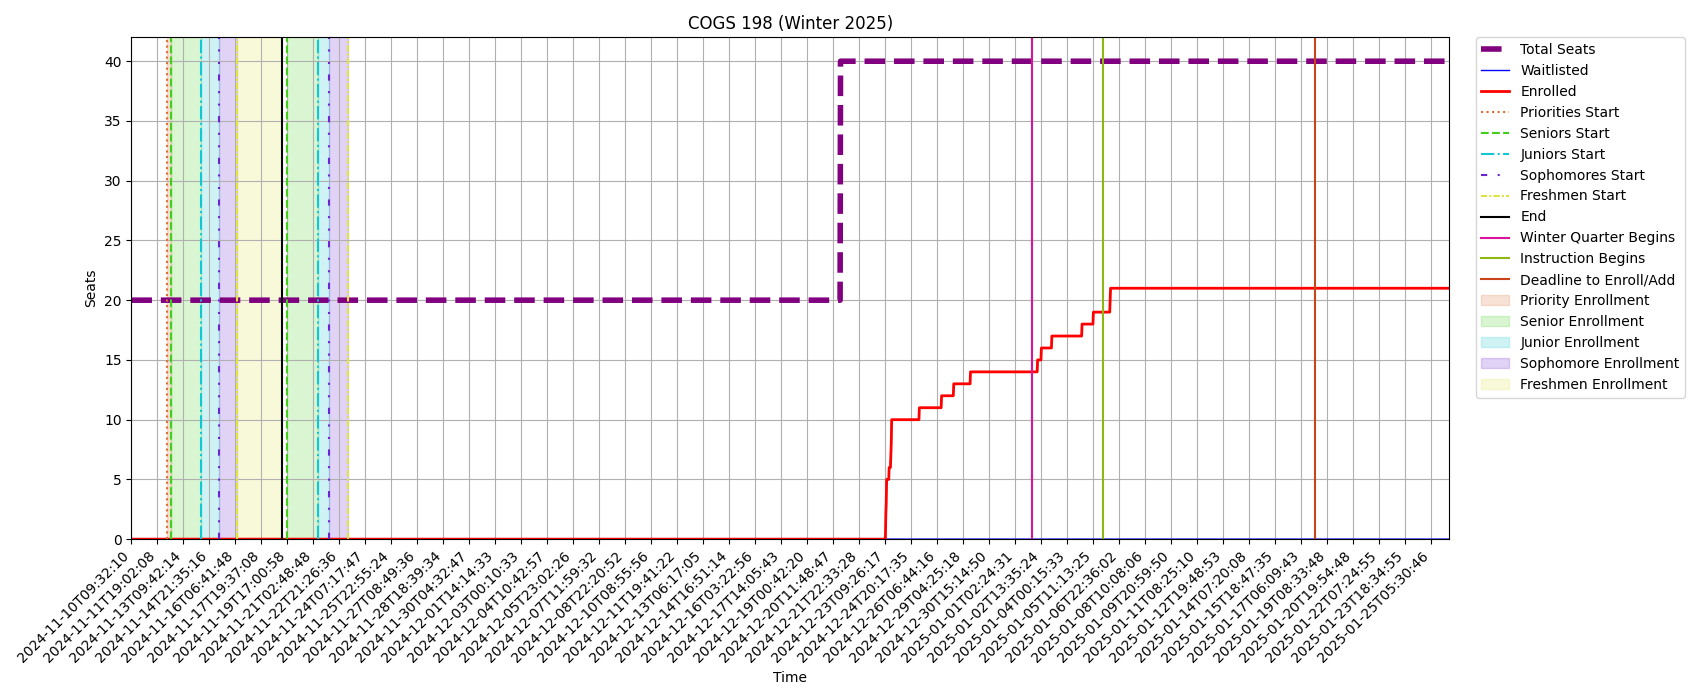 COGS 198 (Winter 2025)
Seats
40
35
30
25
20
15
10
5
0
2024-11-10T09:32:10
2024-11-11T19:02:08
2024-11-13T09:42:14
2024-11-14T21:35:16
2024-11-16T06:41:48
2024-11-17T19:37:08
2024-11-19T17:00:58
2024-11-21T02:48:48
2024-11-22T21:26:36
2024-11-24T07:17:47
2024-11-25T22:55:24
2024-11-27T08:49:36
2024-11-28T18:39:34
2024-11-30T04:32:47
2024-12-01T14:14:33
2024-12-03T00:10:33
2024-12-04T10:42:57
2024-12-05T23:02:26
2024-12-07T11:59:32
2024-12-08T22:20:52
2024-12-10T08:55:56
2024-12-11T19:41:22
2024-12-13T06:17:05
2024-12-14T16:51:14
2024-12-16T03:22:56
2024-12-17T14:05:43
2024-12-19T00:42:20
2024-12-20T11:48:47
2024-12-21T22:33:28
2024-12-23T09:26:17
2024-12-24T20:17:35
2024-12-26T06:44:16
2024-12-29T04:25:18
2024-12-30T15:14:50
2025-01-01T02:24:31
2025-01-02T13:35:24
2025-01-04T00:15:33
2025-01-05T11:13:25
2025-01-06T22:36:02
2025-01-08T10:08:06
2025-01-09T20:59:50
2025-01-11T08:25:10
2025-01-12T19:48:53
2025-01-14T07:20:08
2025-01-15T18:47:35
2025-01-17T06:09:43
2025-01-19T08:33:48
2025-01-20T19:54:48
2025-01-22T07:24:55
2025-01-23T18:34:55
2025-01-25T05:30:46
Time
Total Seats
Waitlisted
Enrolled
Priorities Start
Seniors Start
Juniors Start
Sophomores Start
Freshmen Start
End
Winter Quarter Begins
Instruction Begins
Deadline to Enroll/Add
Priority Enrollment
Senior Enrollment
Junior Enrollment
Sophomore Enrollment
Freshmen Enrollment